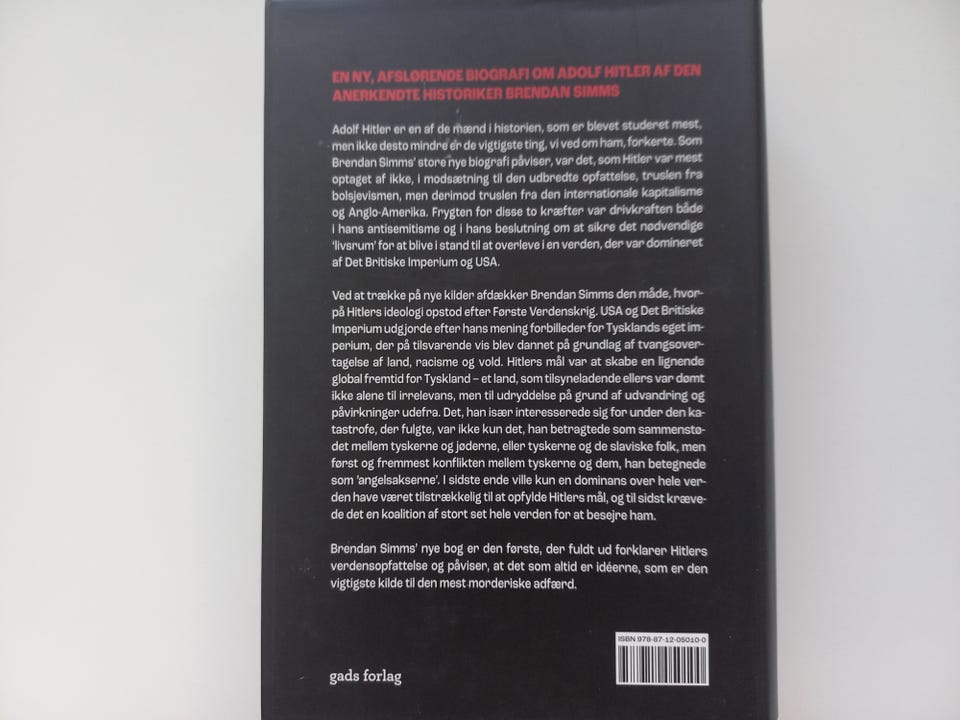 EN NY, AFSLØRENDE BIOGRAFI OM ADOLF HITLER AF DEN
ANERKENDTE HISTORIKER BRENDAN SIMMS
Adolf Hitler er en af de mænd i historien, som er blevet studeret mest,
men ikke desto mindre er de vigtigste ting, vi ved om ham, forkerte. Som
Brendan Simms' store nye biografi påviser, var det, som Hitler var mest
optaget af ikke, i modsætning til den udbredte opfattelse, truslen fra
bolsjevismen, men derimod truslen fra den internationale kapitalisme
og Anglo-Amerika. Frygten for disse to kræfter var drivkraften både
i hans antisemitisme og i hans beslutning om at sikre det nødvendige
'livsrum' for at blive i stand til at overleve i en verden, der var domineret
af Det Britiske Imperium og USA.
Ved at trække på nye kilder afdækker Brendan Simms den måde, hvor-
på Hitlers ideologi opstod efter Første Verdenskrig. USA og Det Britiske
Imperium udgjorde efter hans mening forbilleder for Tysklands eget im-
perium, der på tilsvarende vis blev dannet på grundlag af tvangsover-
tagelse af land, racisme og vold. Hitlers mål var at skabe en lignende
global fremtid for Tyskland – et land, som tilsyneladende ellers var dømt
ikke alene til irrelevans, men til udryddelse på grund af udvandring og
påvirkninger udefra. Det, han især interesserede sig for under den ka-
tastrofe, der fulgte, var ikke kun det, han betragtede som sammenstø-
det mellem tyskerne og jøderne, eller tyskerne og de slaviske folk, men
først og fremmest konflikten mellem tyskerne og dem, han betegnede
som 'angelsakserne'. I sidste ende ville kun en dominans over hele ver-
den have været tilstrækkelig til at opfylde Hitlers mål, og til sidst kræve-
de det en koalition af stort set hele verden for at besejre ham.
Brendan Simms' nye bog er den første, der fuldt ud forklarer Hitlers
verdensopfattelse og påviser, at det som altid er idéerne, som er den
vigtigste kilde til den mest morderiske adfærd.
ISBN 978-87-12-05010-0
gads forlag